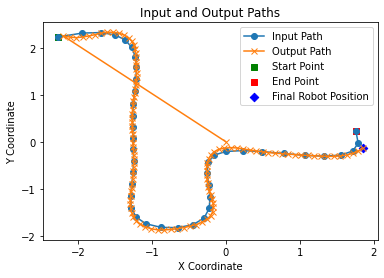 Input and Output Paths
Input Path
Output Path
Start Point
End Point
Final Robot Position
Y Coordinate
2
1
0
−1
−2
−2
−1
0
1
2
X Coordinate